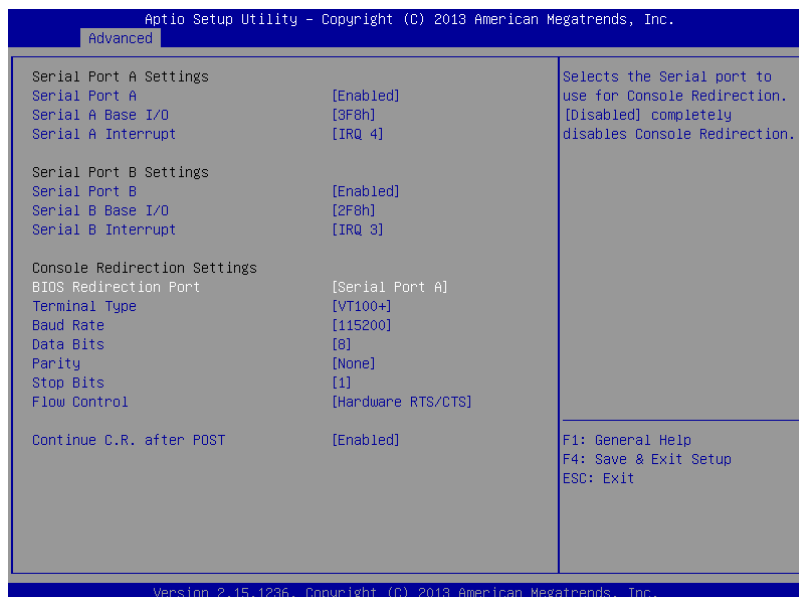 Aptio Setup Utility – Copyright (C) 2013 American Megatrends, Inc.
Advanced
Serial Port A Settings
Serial Port A [Enabled]
Serial A Base I/O [3F8h]
Serial A Interrupt [IRQ 4]
Serial Port B Settings
Serial Port B [Enabled]
Serial B Base I/O [2F8h]
Serial B Interrupt [IRQ 3]
Console Redirection Settings
BIOS Redirection Port [Serial Port A]
Terminal Type [VT100+]
Baud Rate [115200]
Data Bits [8]
Parity [None]
Stop Bits [1]
Flow Control [Hardware RTS/CTS]
Continue C.R. after POST [Enabled]
Selects the Serial port to
use for Console Redirection.
[Disabled] completely
disables Console Redirection.
F1: General Help
F4: Save & Exit Setup
ESC: Exit
Version 2.15.1236. Copyright (C) 2013 American Megatrends, Inc.